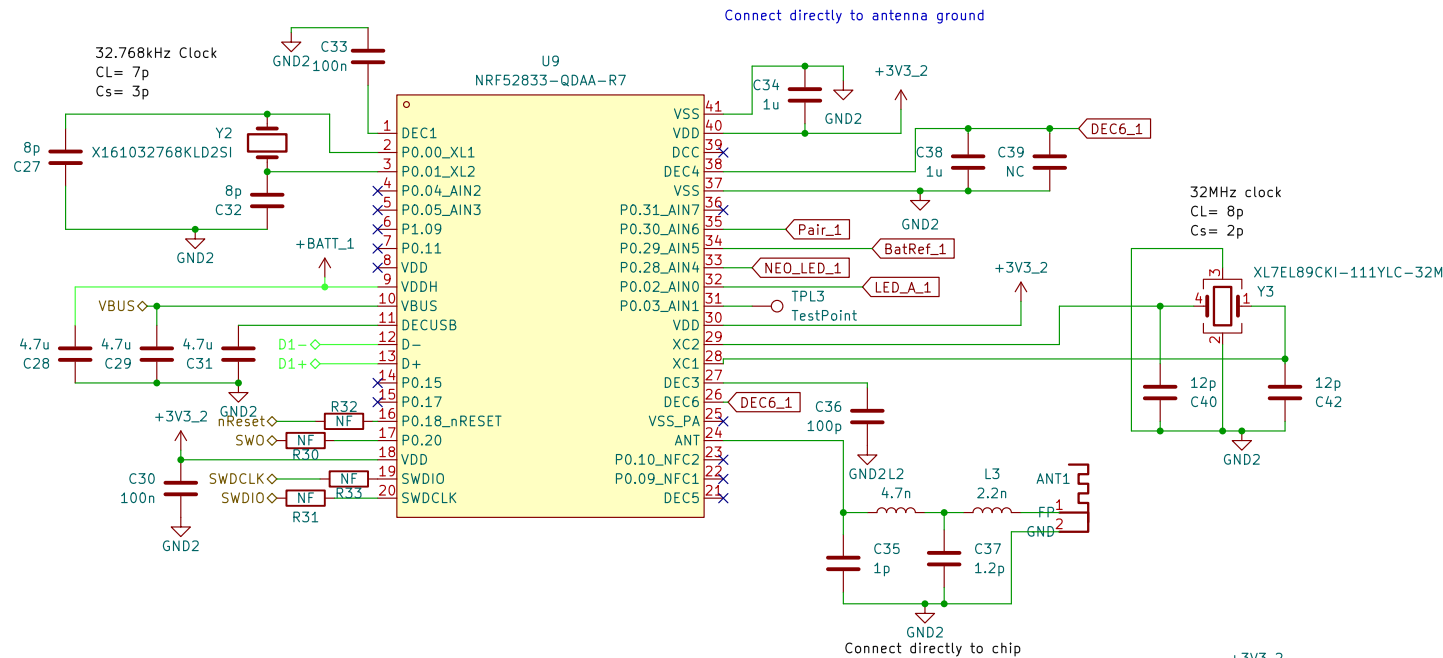 Connect directly to antenna ground
32.768kHz Clock
CL= 7p
Cs= 3p
GND2
C33
100n
U9
NRF52833-QDAA-R7
8p
C27
Y2
X161032768KLD2SI
8p
C32
GND2
+BATT_1
VBUS
4.7u
C28
4.7u
C29
4.7u
C31
GND2
D1-
D1+
+3V3_2
nReset
R32
NF
SWO
NF
R30
C30
100n
SWDCLK
NF
R33
SWDIO
NF
R31
GND2
1 DEC1
2 P0.00_XL1
3 P0.01_XL2
4 P0.04_AIN2
5 P0.05_AIN3
6 P1.09
7 P0.11
8 VDD
9 VDDH
10 VBUS
11 DECUSB
12 D-
13 D+
14 P0.15
15 P0.17
16 P0.18_nRESET
17 P0.20
18 VDD
19 SWDIO
20 SWDCLK
VSS 41
VDD 40
DCC 39
DEC4 38
VSS 37
P0.31_AIN7 36
P0.30_AIN6 35
P0.29_AIN5 34
P0.28_AIN4 33
P0.02_AIN0 32
P0.03_AIN1 31
VDD 30
XC2 29
XC1 28
DEC3 27
DEC6 26
VSS_PA 25
ANT 24
P0.10_NFC2 23
P0.09_NFC1 22
DEC5 21
C34
1u
GND2
+3V3_2
DEC6_1
C38
1u
C39
NC
GND2
Pair_1
BatRef_1
NEO_LED_1
LED_A_1
TPL3
TestPoint
+3V3_2
32MHz clock
CL= 8p
Cs= 2p
XL7EL89CKI-111YLC-32M
Y3
3
4
1
2
12p
C40
12p
C42
GND2
DEC6_1
C36
100p
GND2
L2
4.7n
L3
2.2n
ANT1
FP 1
GND 2
C35
1p
C37
1.2p
GND2
Connect directly to chip
+3V3_2